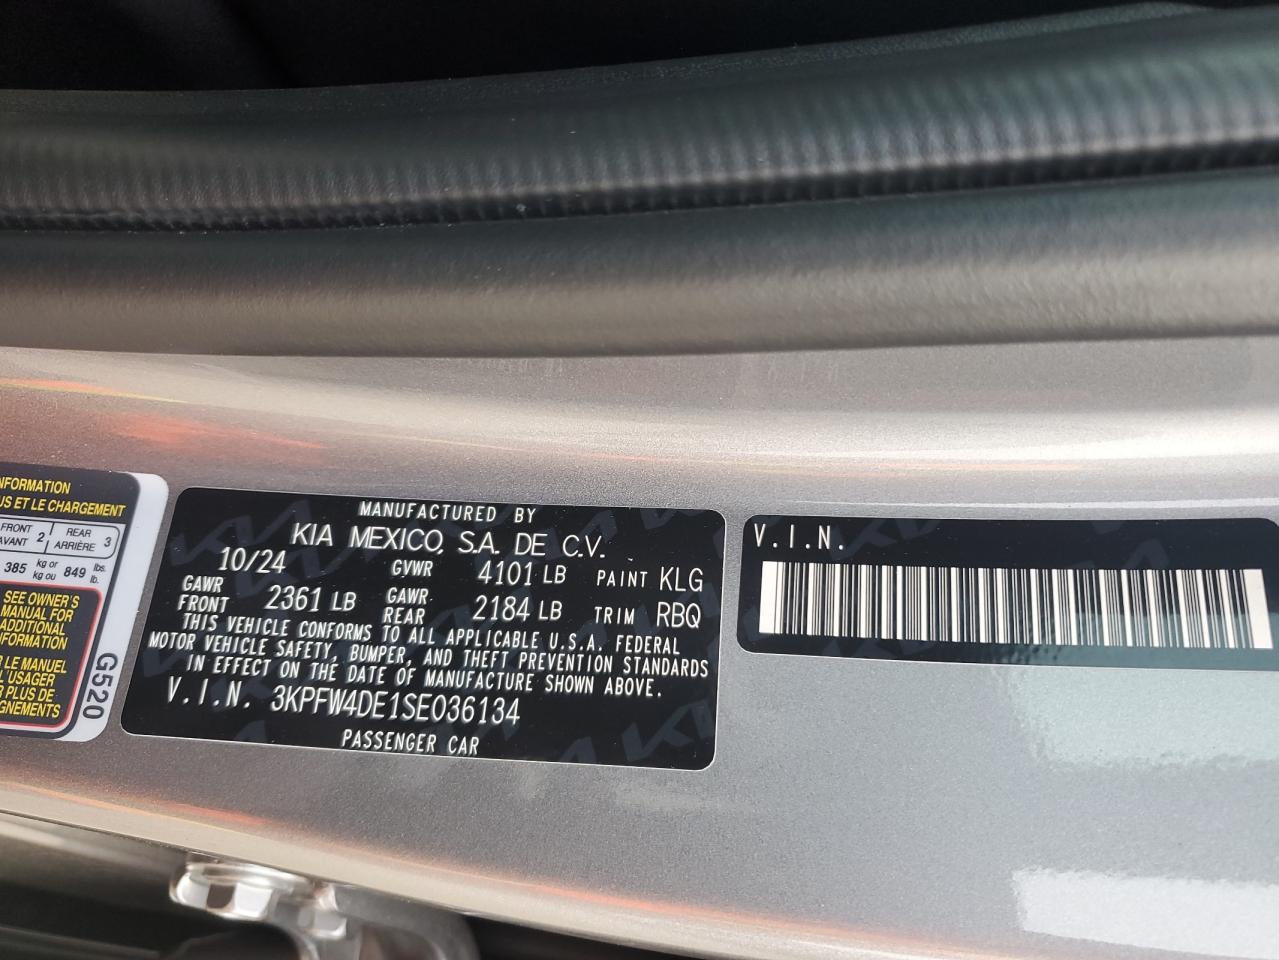 INFORMATION
US ET LE CHARGEMENT
FRONT
AVANT 2 REAR
ARRIÈRE 3
385 kg or
kg ou 849 lbs.
lb.
SEE OWNER'S
MANUAL FOR
ADDITIONAL
INFORMATION
LE MANUEL
L'USAGER
PLUS DE
G520
MANUFACTURED BY
KIA MEXICO, S.A. DE C.V.
10/24 GVWR 4101 LB PAINT KLG
GAWR
FRONT 2361 LB GAWR
REAR 2184 LB TRIM RBQ
THIS VEHICLE CONFORMS TO ALL APPLICABLE U.S.A. FEDERAL
MOTOR VEHICLE SAFETY, BUMPER, AND THEFT PREVENTION STANDARDS
IN EFFECT ON THE DATE OF MANUFACTURE SHOWN ABOVE.
V.I.N. 3KPFW4DE1SE036134
PASSENGER CAR
V.I.N.